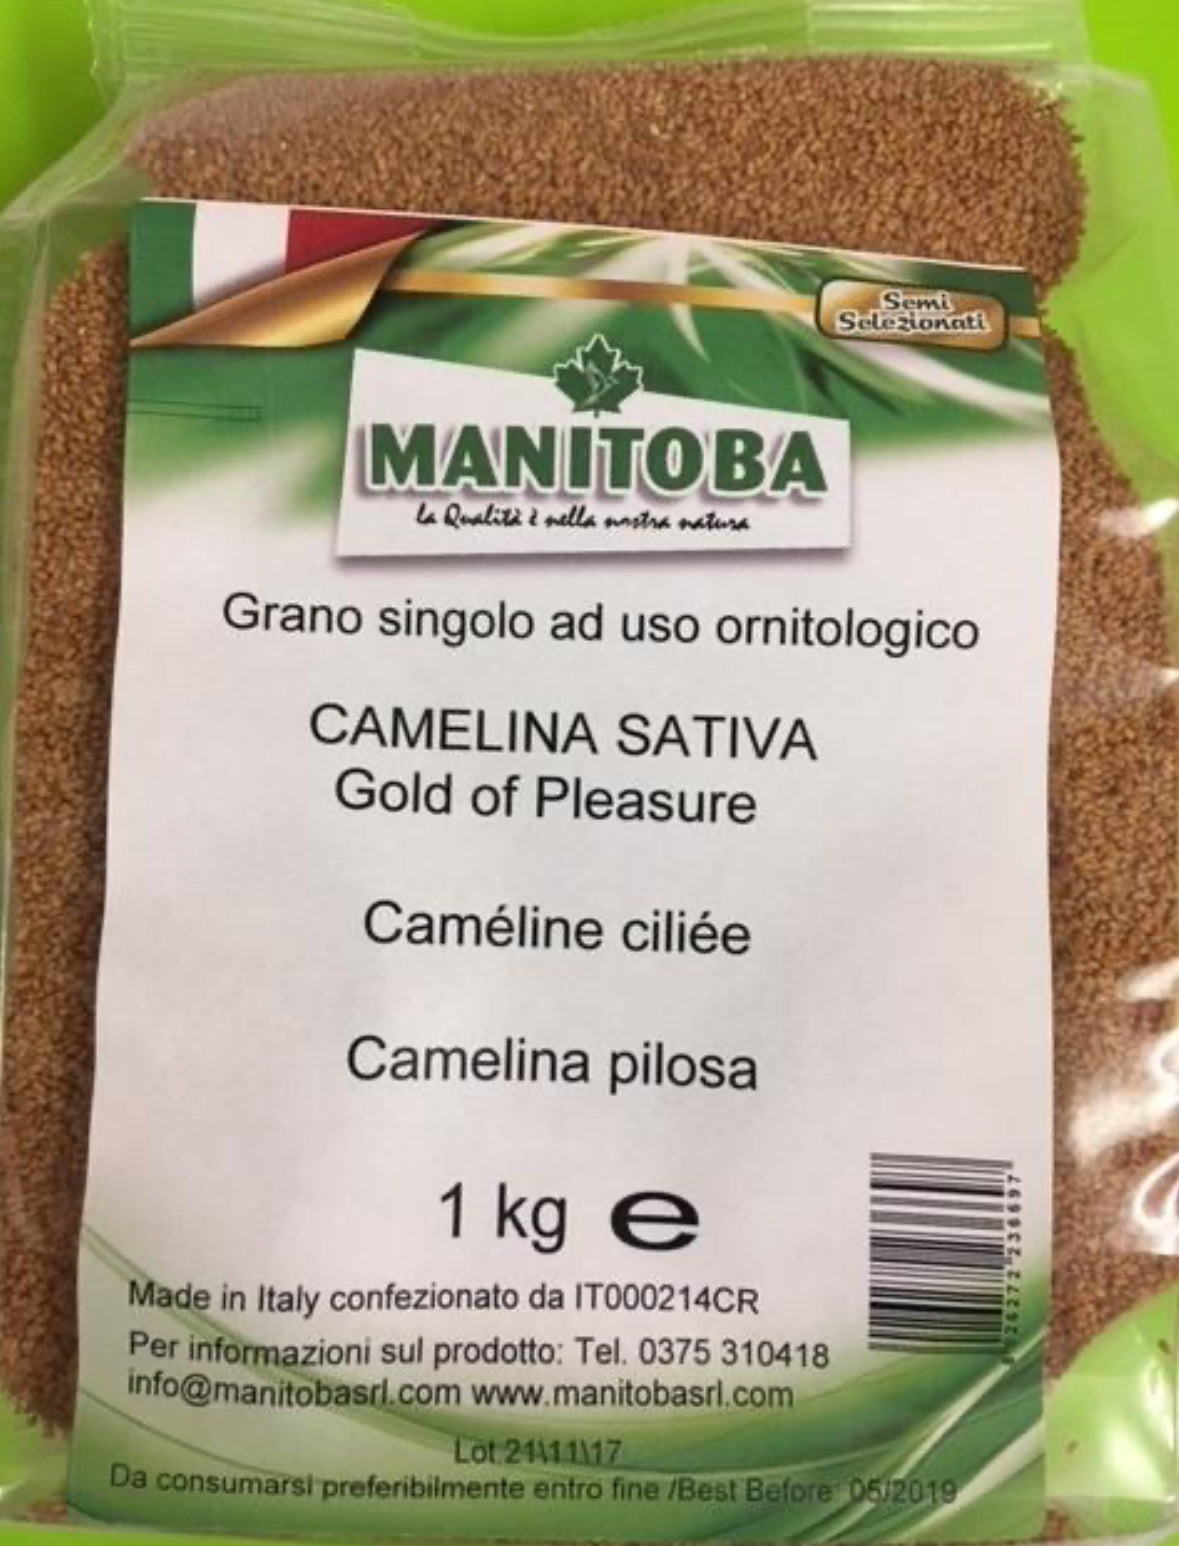 Semi
Selezionati
MANITOBA
la Qualità è nella nostra natura
Grano singolo ad uso ornitologico
CAMELINA SATIVA
Gold of Pleasure
Caméline ciliée
Camelina pilosa
1 kg e
Made in Italy confezionato da IT000214CR
Per informazioni sul prodotto: Tel. 0375 310418
info@manitobasrl.com www.manitobasrl.com
Lot 21\11\17
Da consumarsi preferibilmente entro fine /Best Before: 05/2019